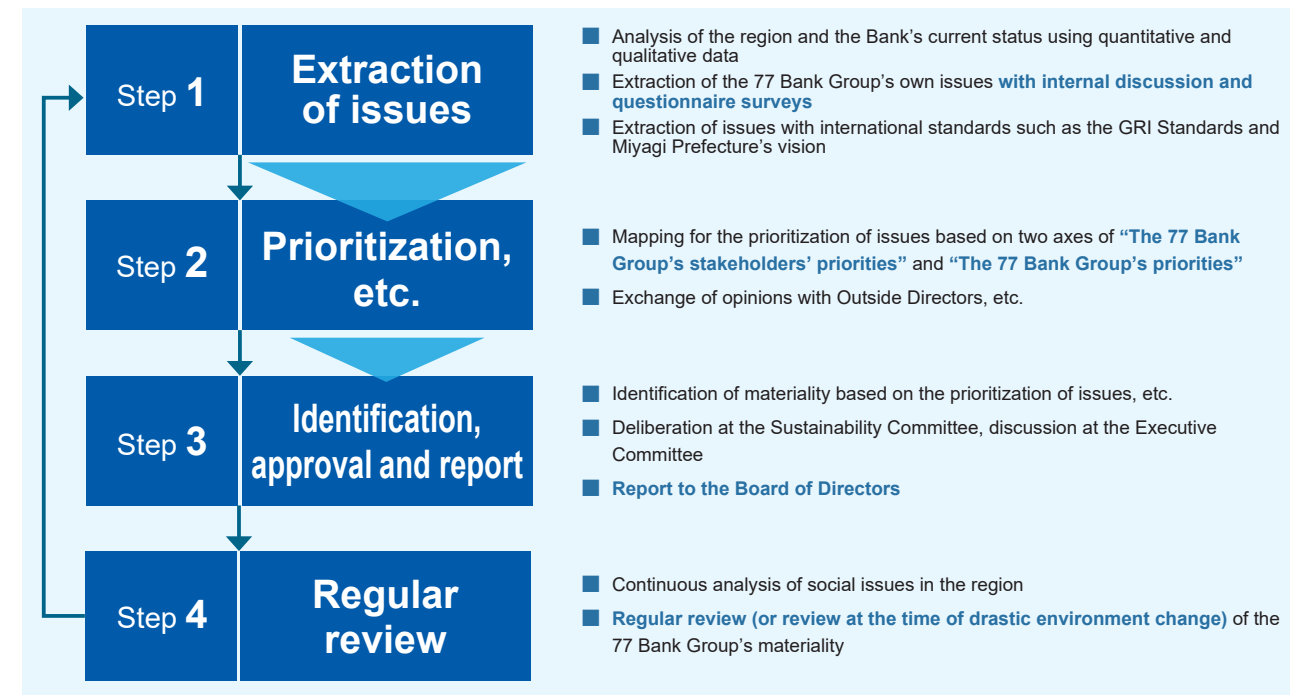 Step 1
Extraction
of issues
■ Analysis of the region and the Bank’s current status using quantitative and
qualitative data
■ Extraction of the 77 Bank Group’s own issues with internal discussion and
questionnaire surveys
■ Extraction of issues with international standards such as the GRI Standards and
Miyagi Prefecture’s vision
Step 2
Prioritization,
etc.
■ Mapping for the prioritization of issues based on two axes of “The 77 Bank
Group’s stakeholders’ priorities” and “The 77 Bank Group’s priorities”
■ Exchange of opinions with Outside Directors, etc.
Step 3
Identification,
approval and report
■ Identification of materiality based on the prioritization of issues, etc.
■ Deliberation at the Sustainability Committee, discussion at the Executive
Committee
■ Report to the Board of Directors
Step 4
Regular
review
■ Continuous analysis of social issues in the region
■ Regular review (or review at the time of drastic environment change) of the
77 Bank Group’s materiality